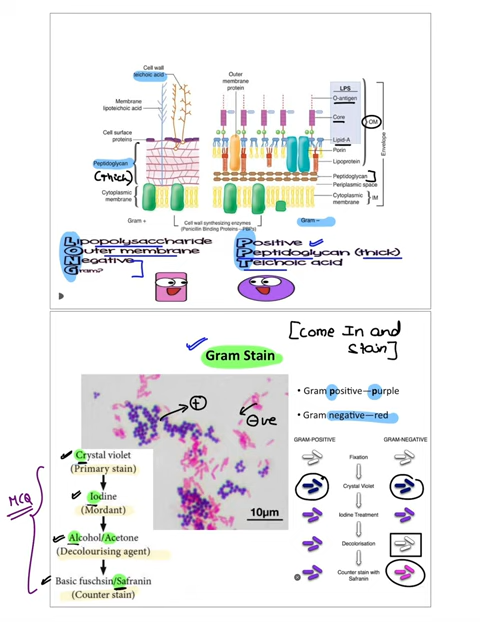 Cell wall
teichoic acid
Membrane
lipoteichoic acid
Cell surface
proteins
Peptidoglycan
(thick)
Cytoplasmic
membrane
Gram +
Outer
membrane
protein
LPS
O-antigen
Core
Lipid-A
Porin
Lipoprotein
Peptidoglycan
Periplasmic space
Cytoplasmic
membrane
OM
IM
Envelope
Gram –
Cell wall synthesizing enzymes
(Penicillin Binding Proteins – PBPs)
Lipopolysaccharide
Outer membrane
Negative
Gram?
Positive
Peptidoglycan (thick)
Teichoic acid
Gram Stain
[Come In and
Stain]
+
⊖ve
10µm
• Gram positive—purple
• Gram negative—red
MCQ
Crystal violet
(Primary stain)
Iodine
(Mordant)
Alcohol/Acetone
(Decolourising agent)
Basic fuschsin/Safranin
(Counter stain)
GRAM-POSITIVE
GRAM-NEGATIVE
Fixation
Crystal Violet
Iodine Treatment
Decolorisation
Counter stain with
Safranin